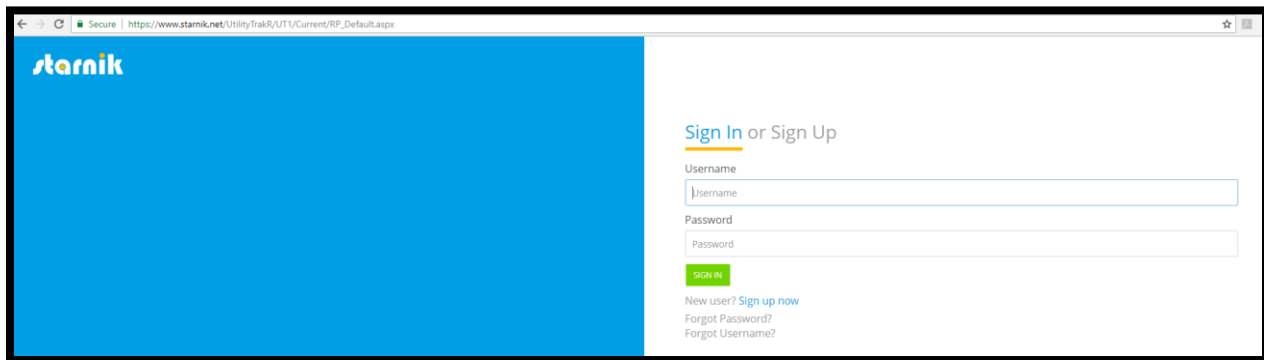 Secure | https://www.starnik.net/UtilityTrakR/UT1/Current/RP_Default.aspx
starnik
Sign In or Sign Up
Username
Username
Password
Password
SIGN IN
New user? Sign up now
Forgot Password?
Forgot Username?